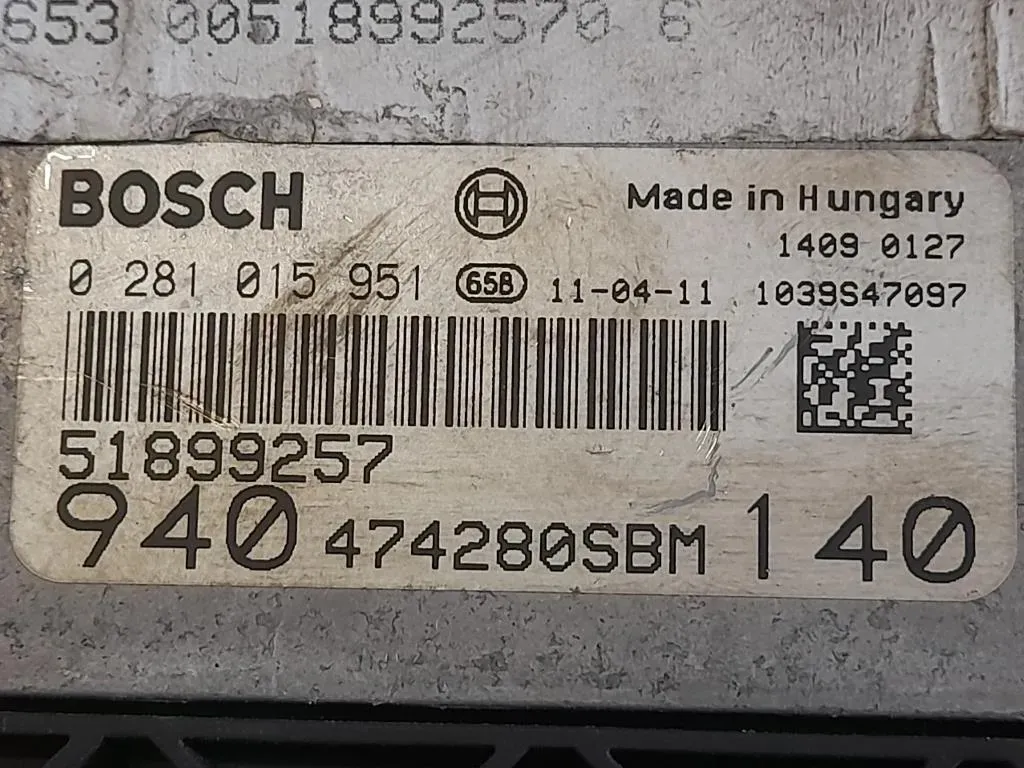 653 00518992570 6
BOSCH Made in Hungary
1409 0127
0 281 015 951 65B 11-04-11 1039S47097
51899257
940 474280SBM 140